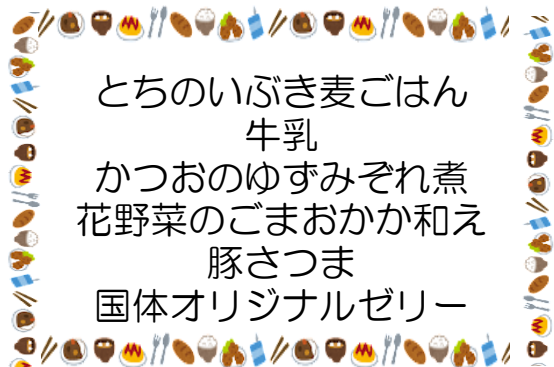 とちのいぶき麦ごはん
牛乳
かつおのゆずみぞれ煮
花野菜のごまおかか和え
豚さつま
国体オリジナルゼリー